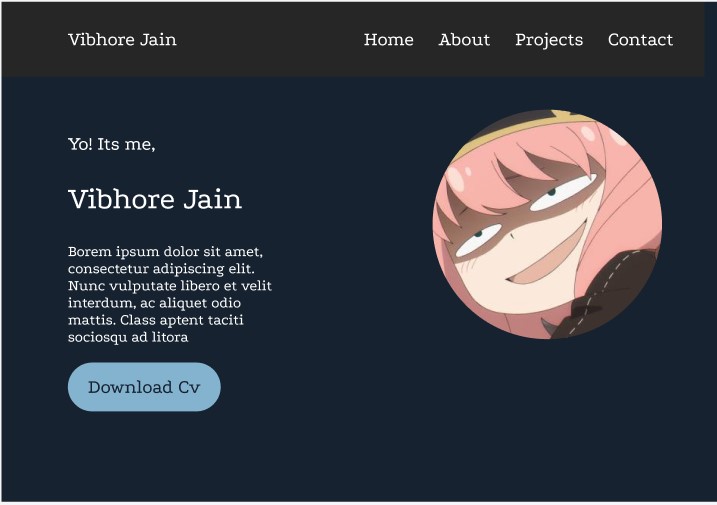 Vibhore Jain
Home About Projects Contact
Yo! Its me,
Vibhore Jain
Borem ipsum dolor sit amet,
consectetur adipiscing elit.
Nunc vulputate libero et velit
interdum, ac aliquet odio
mattis. Class aptent taciti
sociosqu ad litora
Download Cv